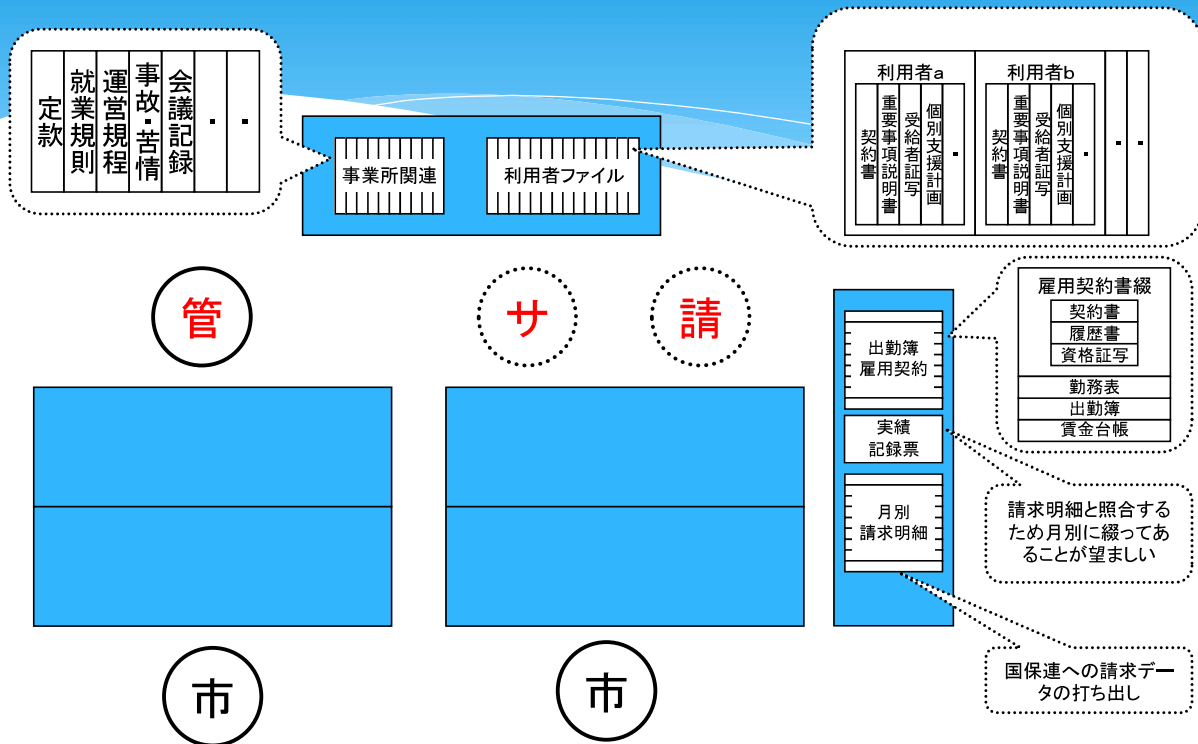 定款
就業規則
運営規程
事故・苦情
会議記録
・
・
事業所関連
利用者ファイル
利用者a
契約書
重要事項説明書
受給者証写
個別支援計画
・
利用者b
契約書
重要事項説明書
受給者証写
個別支援計画
・
・
・
管
サ
請
出勤簿
雇用契約
実績
記録票
月別
請求明細
雇用契約書綴
契約書
履歴書
資格証写
勤務表
出勤簿
賃金台帳
請求明細と照合する
ため月別に綴ってあ
ることが望ましい
国保連への請求デー
タの打ち出し
市
市